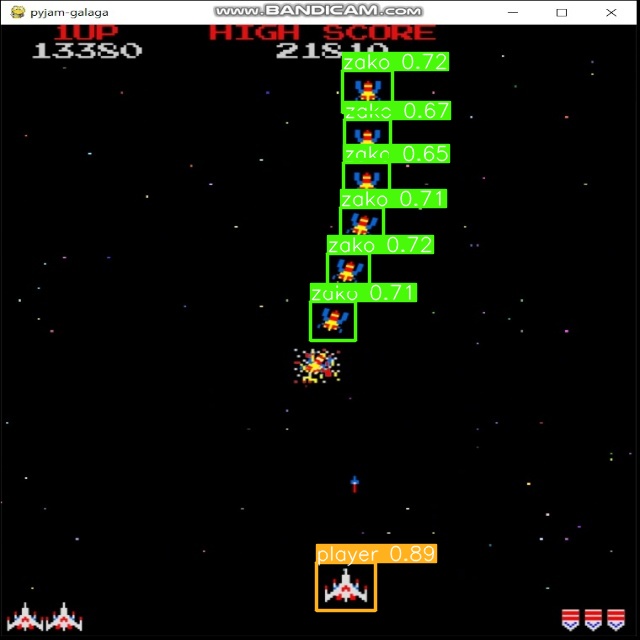 pyjam-galaga
www.BANDICAM.com
1UP HIGH SCORE
13380 21810
zako 0.72
zako 0.67
zako 0.65
zako 0.71
zako 0.72
zako 0.71
player 0.89